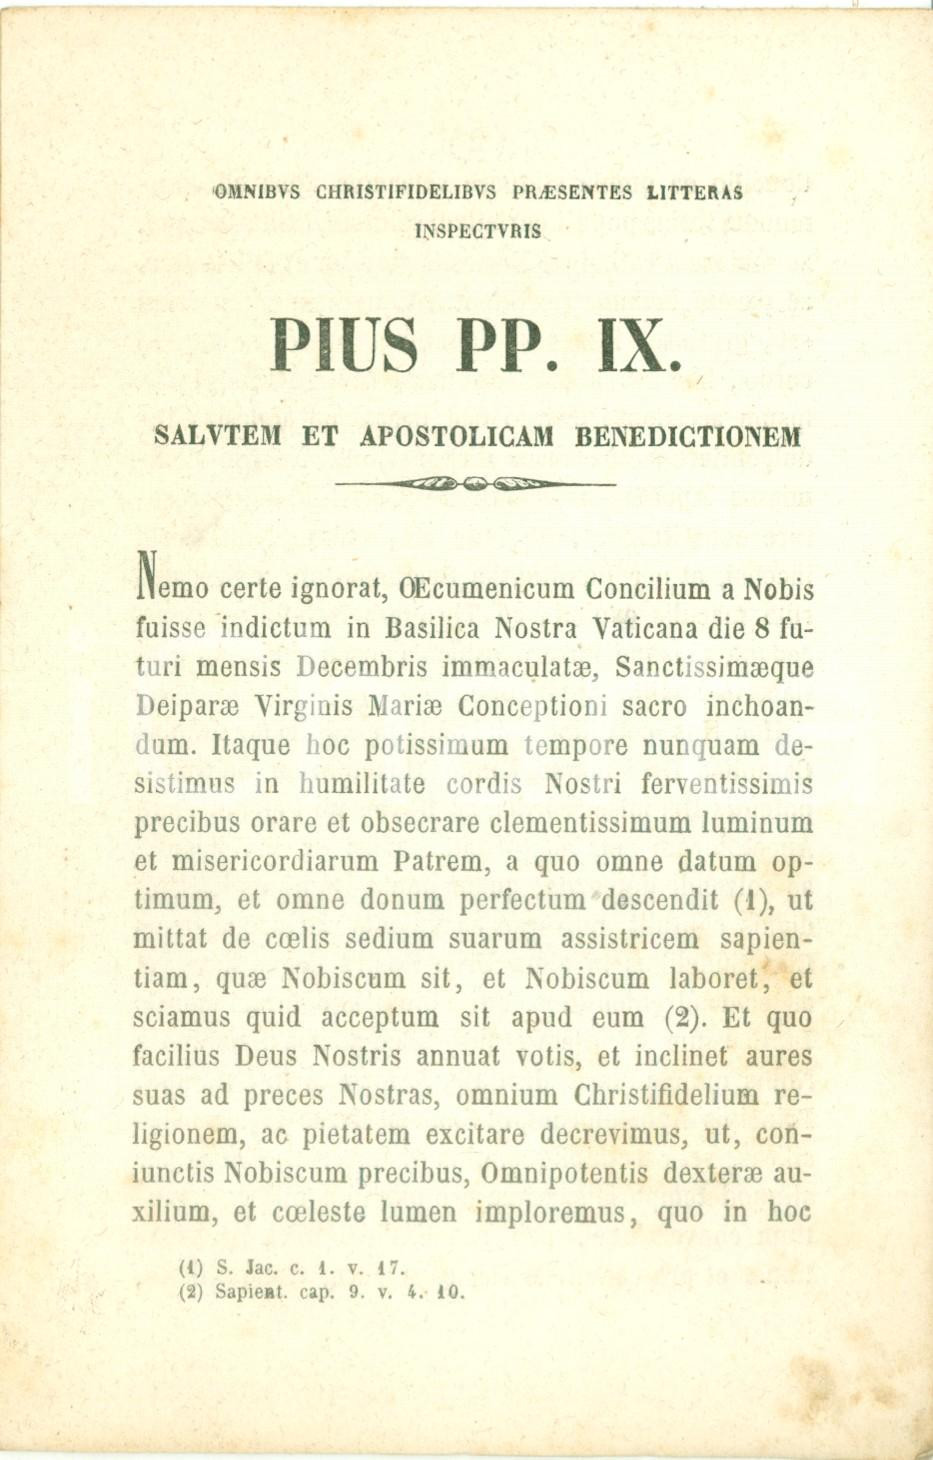 OMNIBVS CHRISTIFIDELIBVS PRÆSENTES LITTERAS
INSPECTVRIS
PIUS PP. IX.
SALVTEM ET APOSTOLICAM BENEDICTIONEM
Nemo certe ignorat, ŒEcumenicum Concilium a Nobis
fuisse indictum in Basilica Nostra Vaticana die 8 fu-
turi mensis Decembris immaculatæ, Sanctissimæque
Deiparæ Virginis Mariæ Conceptioni sacro inchoan-
dum. Itaque hoc potissimum tempore nunquam de-
sistimus in humilitate cordis Nostri ferventissimis
precibus orare et obsecrare clementissimum luminum
et misericordiarum Patrem, a quo omne datum op-
timum, et omne donum perfectum descendit (1), ut
mittat de cœlis sedium suarum assistricem sapien-
tiam, quæ Nobiscum sit, et Nobiscum laboret, et
sciamus quid acceptum sit apud eum (2). Et quo
facilius Deus Nostris annuat votis, et inclinet aures
suas ad preces Nostras, omnium Christifidelium re-
ligionem, ac pietatem excitare decrevimus, ut, con-
iunctis Nobiscum precibus, Omnipotentis dexteræ au-
xilium, et cœleste lumen imploremus, quo in hoc
(1) S. Jac. c. 1. v. 17.
(2) Sapient. cap. 9. v. 4. 10.